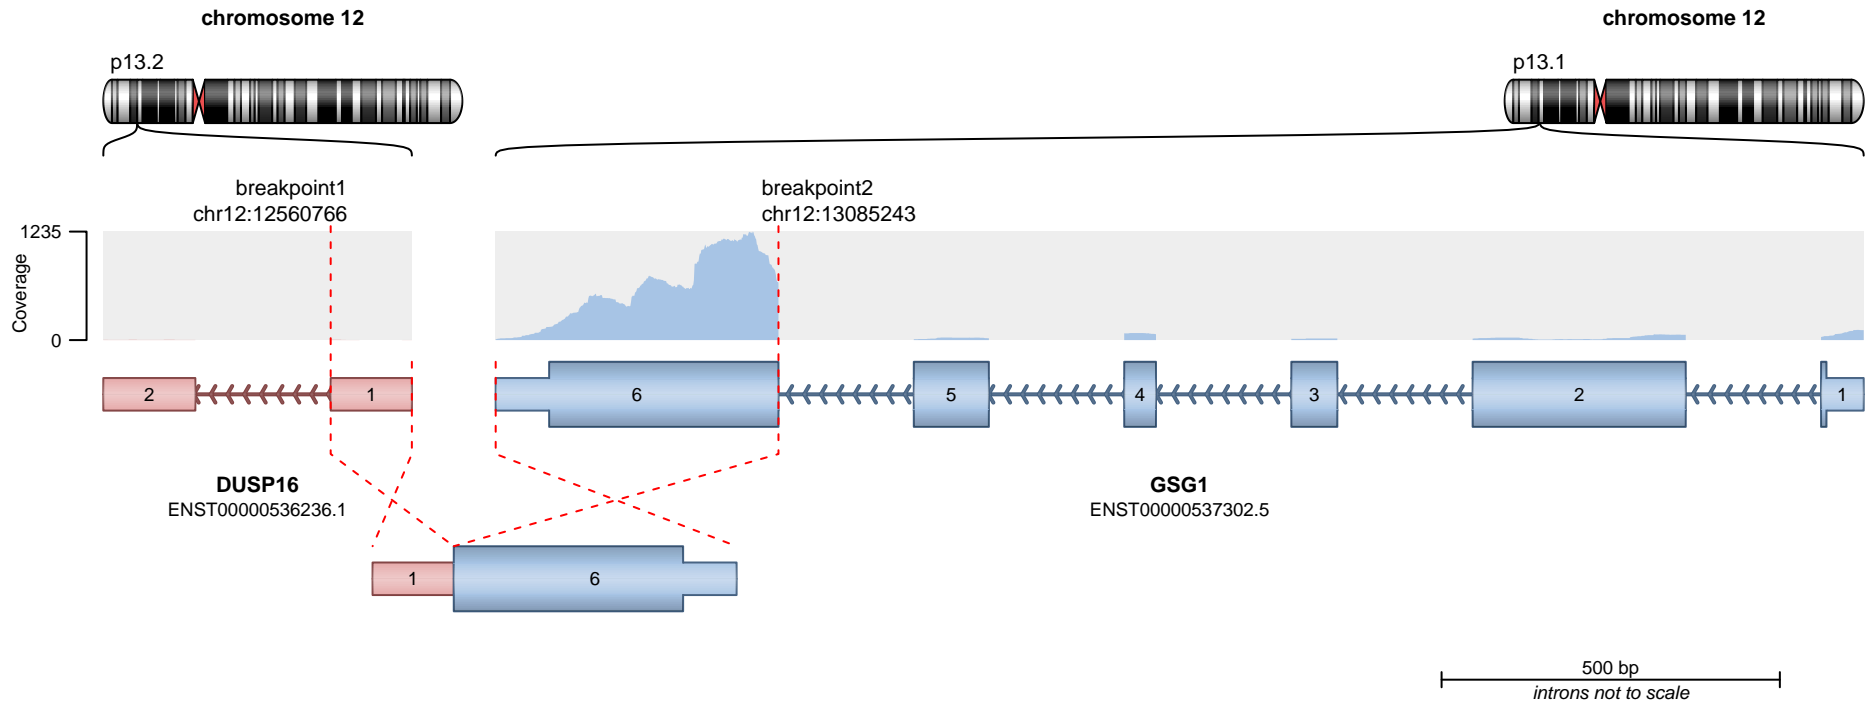 chromosome 12
chromosome 12
p13.2
p13.1
breakpoint1
chr12:12560766
breakpoint2
chr12:13085243
1235
Coverage
0
2
1
6
5
4
3
2
1
DUSP16
ENST00000536236.1
GSG1
ENST00000537302.5
1
6
500 bp
introns not to scale